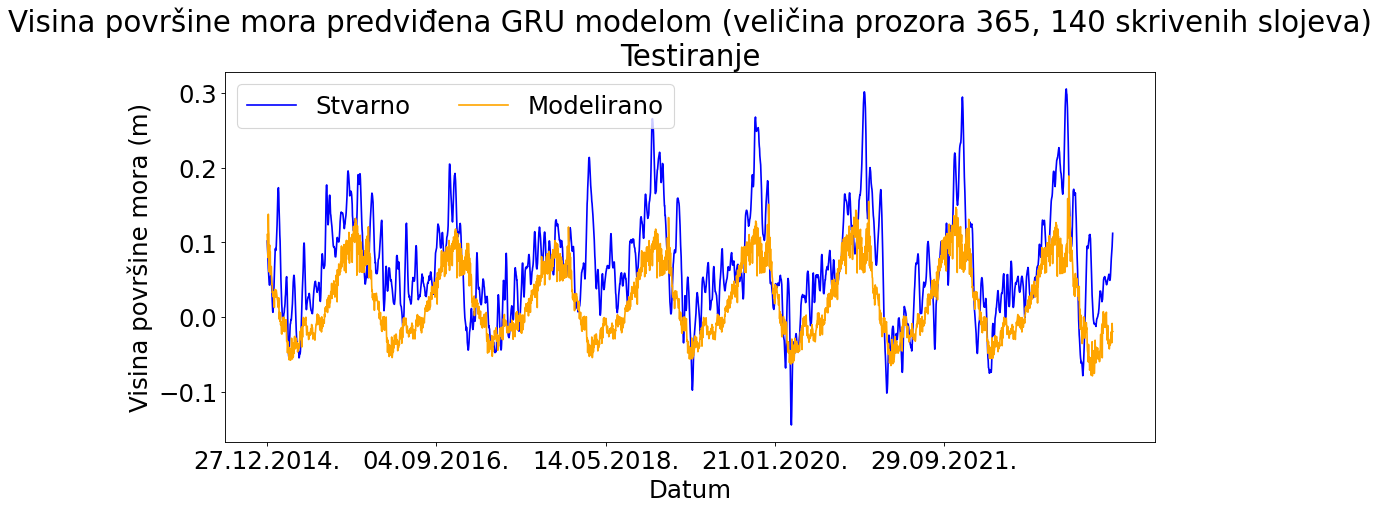 Visina površine mora predviđena GRU modelom (veličina prozora 365, 140 skrivenih slojeva)
Testiranje
Stvarno
Modelirano
Visina površine mora (m)
0.3
0.2
0.1
0.0
−0.1
27.12.2014.
04.09.2016.
14.05.2018.
21.01.2020.
29.09.2021.
Datum